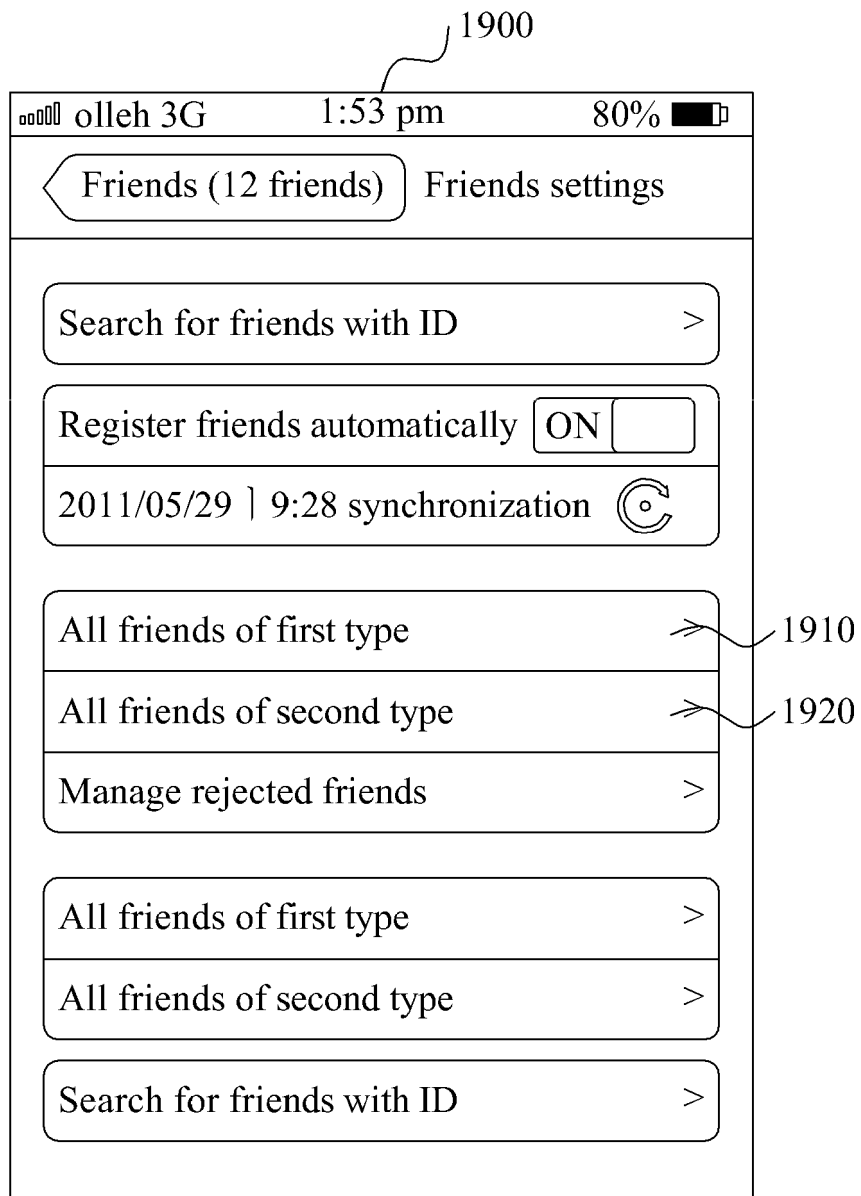 1900
olleh 3G 1:53 pm 80%
Friends (12 friends) Friends settings
Search for friends with ID >
Register friends automatically ON
2011/05/29 ] 9:28 synchronization
All friends of first type > 1910
All friends of second type > 1920
Manage rejected friends >
All friends of first type >
All friends of second type >
Search for friends with ID >